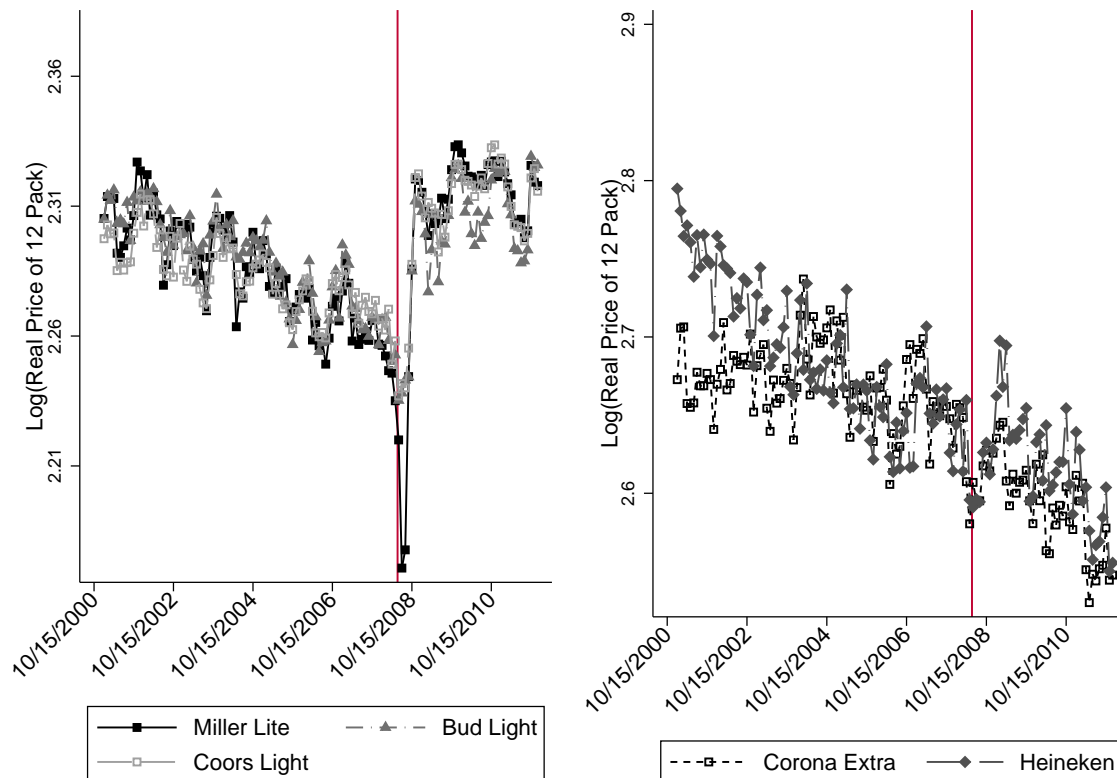 Log(Real Price of 12 Pack)
2.36
2.31
2.26
2.21
10/15/2000
10/15/2002
10/15/2004
10/15/2006
10/15/2008
10/15/2010
Miller Lite
Bud Light
Coors Light
Log(Real Price of 12 Pack)
2.9
2.8
2.7
2.6
10/15/2000
10/15/2002
10/15/2004
10/15/2006
10/15/2008
10/15/2010
Corona Extra
Heineken